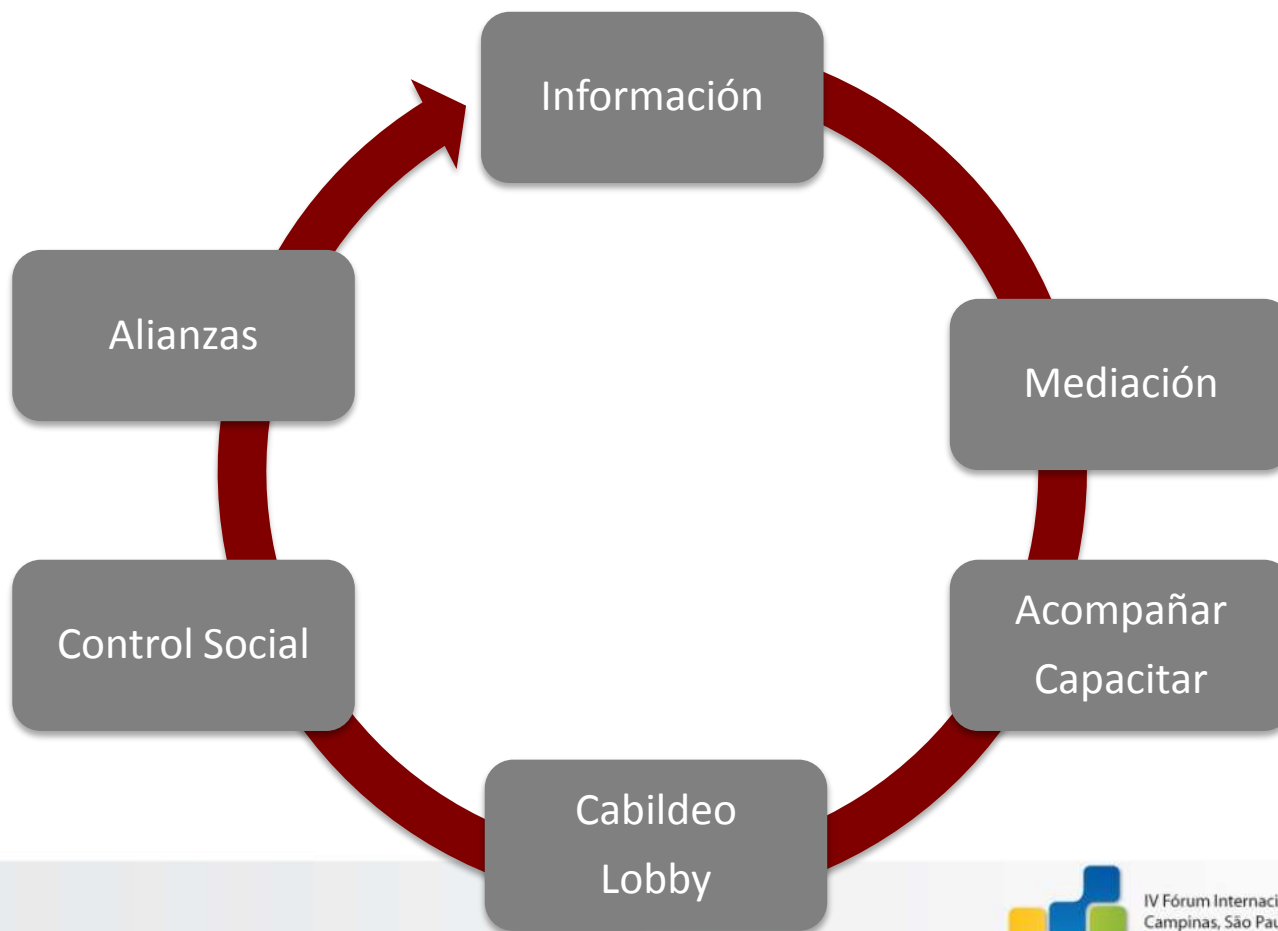 Información
Mediación
Acompañar
Capacitar
Cabildeo
Lobby
Control Social
Alianzas
IV Fórum Internaci
Campinas, São Pau